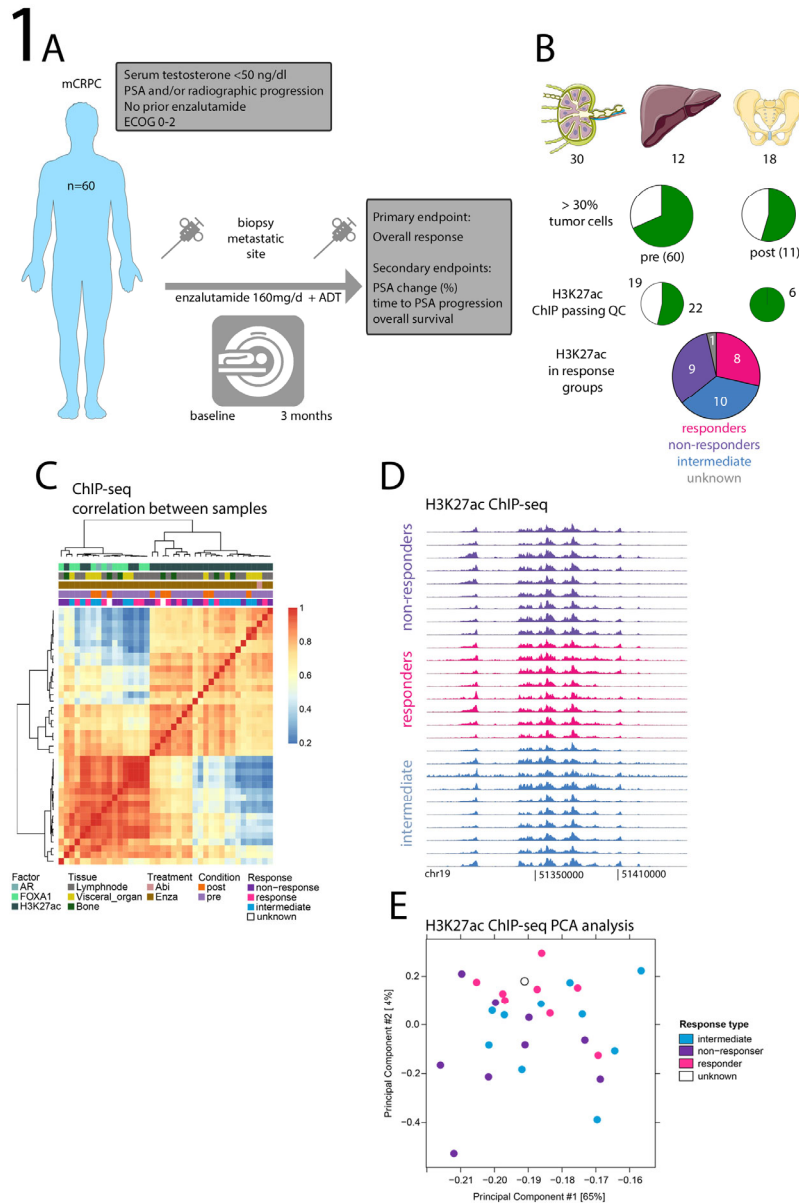 1A
mCRPC
Serum testosterone <50 ng/dl
PSA and/or radiographic progression
No prior enzalutamide
ECOG 0-2
n=60
biopsy
metastatic
site
enzalutamide 160mg/d + ADT
Primary endpoint:
Overall response
Secondary endpoints:
PSA change (%)
time to PSA progression
overall survival
baseline
3 months
B
30
12
18
> 30%
tumor cells
pre (60)
post (11)
H3K27ac
ChIP passing QC
19
22
6
H3K27ac
in response
groups
1
8
9
10
responders
non-responders
intermediate
unknown
C
ChIP-seq
correlation between samples
1
0.8
0.6
0.4
0.2
Factor
AR
FOXA1
H3K27ac
Tissue
Lymphnode
Visceral_organ
Bone
Treatment
Abi
Enza
Condition
post
pre
Response
non-response
response
intermediate
unknown
D
H3K27ac ChIP-seq
non-responders
responders
intermediate
chr19
51350000
51410000
E
H3K27ac ChIP-seq PCA analysis
Principal Component #2 [ 4%]
0.2
0.0
−0.2
−0.4
−0.21
−0.20
−0.19
−0.18
−0.17
−0.16
Principal Component #1 [65%]
Response type
intermediate
non−responser
responder
unknown